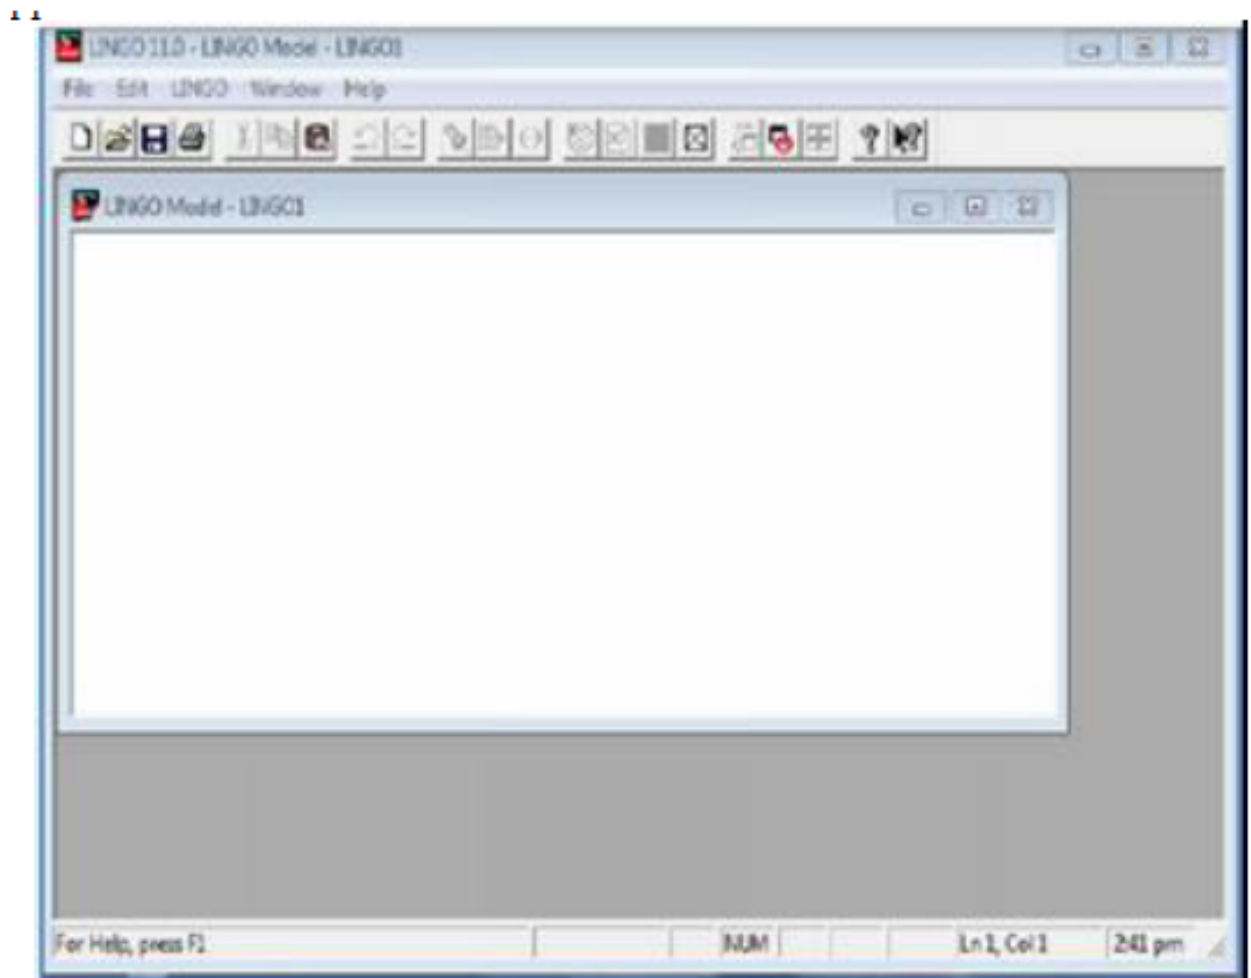 LINGO 11.0 - LINGO Model - LINGO1
File Edit LINGO Window Help
LINGO Model - LINGO1
For Help, press F1 NUM Ln 1, Col 1 2:41 pm